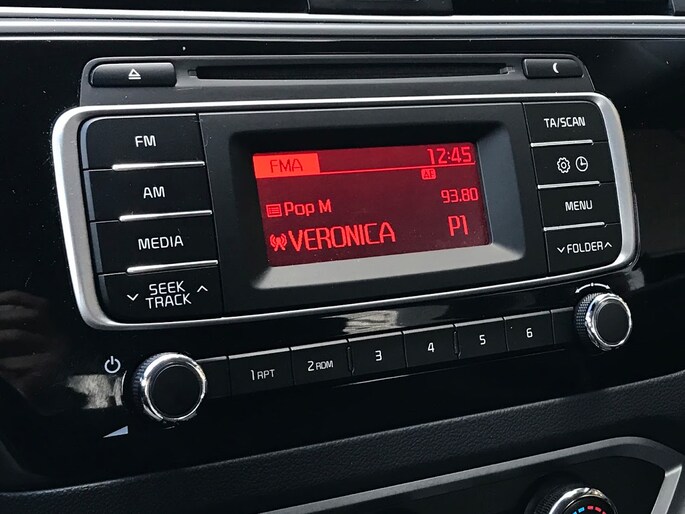 FM
AM
MEDIA
SEEK
TRACK
FMA
12:45
AF
Pop M
93.80
VERONICA
P1
TA/SCAN
MENU
FOLDER
1 RPT
2 RDM
3
4
5
6